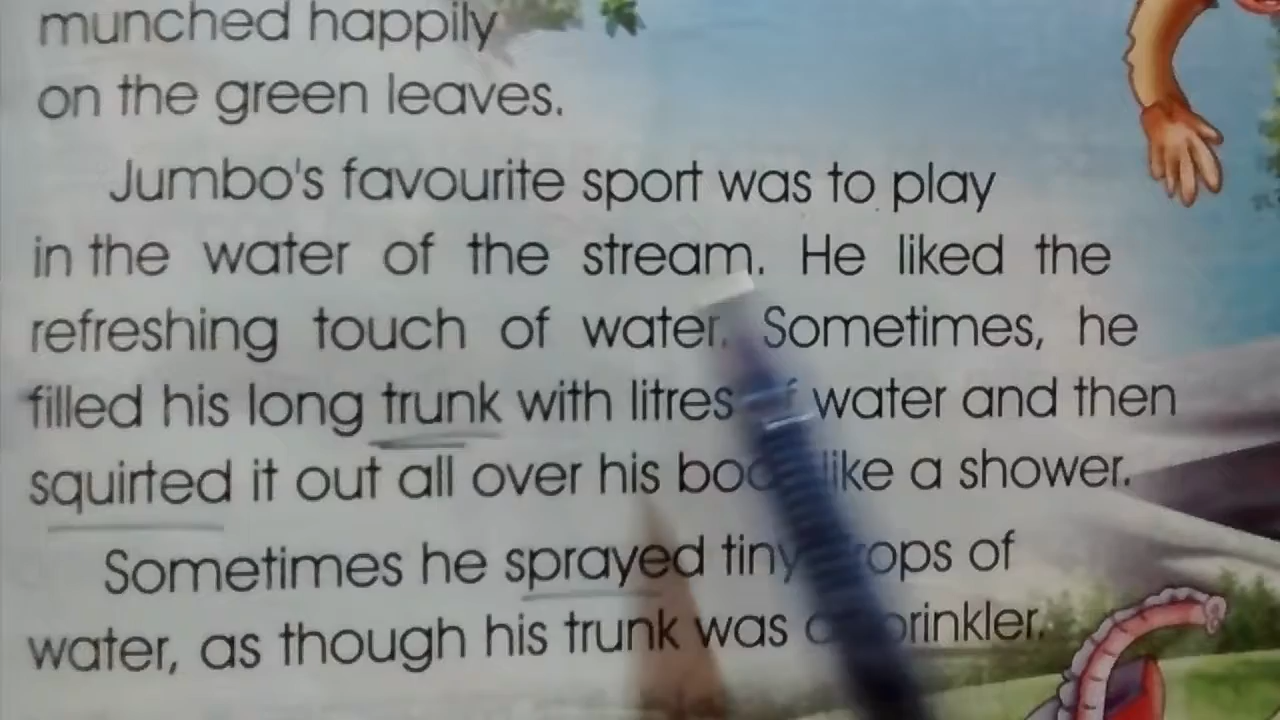 munched happily
on the green leaves.
Jumbo's favourite sport was to play
in the water of the stream. He liked the
refreshing touch of water. Sometimes, he
filled his long trunk with litres water and then
squirted it out all over his like a shower.
Sometimes he sprayed tiny of
water, as though his trunk was